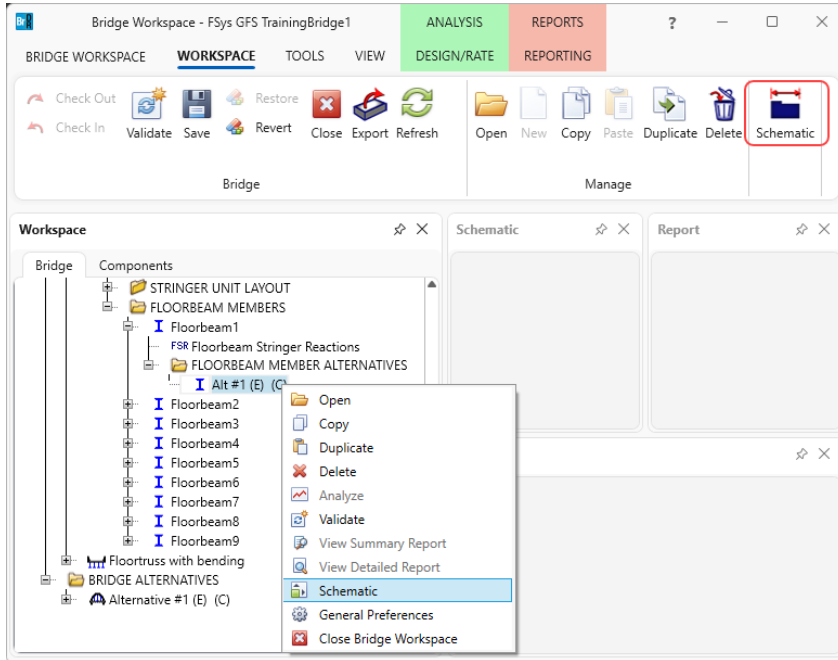 Br R
Bridge Workspace - FSys GFS TrainingBridge1
ANALYSIS
REPORTS
?
BRIDGE WORKSPACE
WORKSPACE
TOOLS
VIEW
DESIGN/RATE
REPORTING
Check Out
Check In
Validate
Save
Restore
Revert
Close
Export
Refresh
Bridge
Open
New
Copy
Paste
Duplicate
Delete
Schematic
Manage
Workspace
Schematic
Report
Bridge
Components
STRINGER UNIT LAYOUT
FLOORBEAM MEMBERS
Floorbeam1
FSR Floorbeam Stringer Reactions
FLOORBEAM MEMBER ALTERNATIVES
Alt #1 (E) (C)
Floorbeam2
Floorbeam3
Floorbeam4
Floorbeam5
Floorbeam6
Floorbeam7
Floorbeam8
Floorbeam9
Floortruss with bending
BRIDGE ALTERNATIVES
Alternative #1 (E) (C)
Open
Copy
Duplicate
Delete
Analyze
Validate
View Summary Report
View Detailed Report
Schematic
General Preferences
Close Bridge Workspace